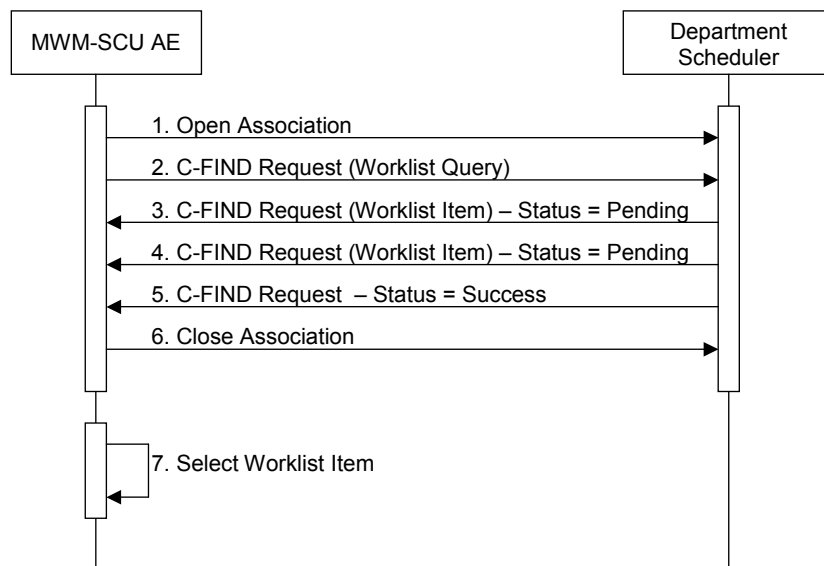 MWM-SCU AE
Department
Scheduler
1. Open Association
2. C-FIND Request (Worklist Query)
3. C-FIND Request (Worklist Item) – Status = Pending
4. C-FIND Request (Worklist Item) – Status = Pending
5. C-FIND Request – Status = Success
6. Close Association
7. Select Worklist Item